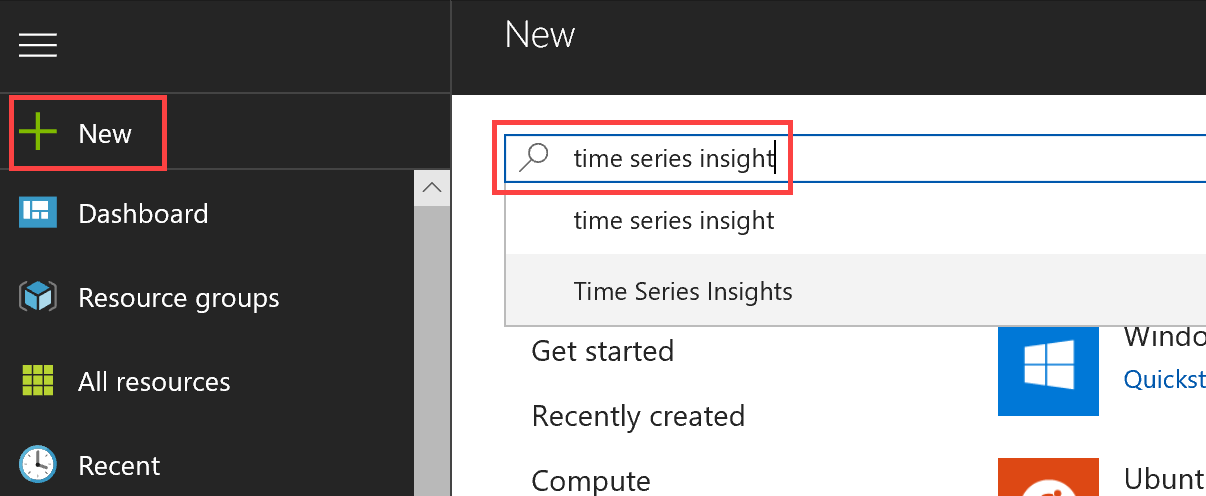 New
New
time series insight
time series insight
Time Series Insights
Dashboard
Resource groups
All resources
Recent
Get started
Recently created
Compute
Windo
Quickst
Ubunt